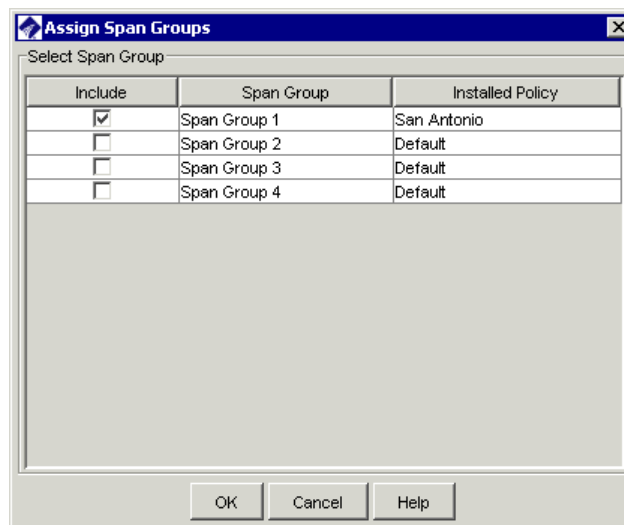 Assign Span Groups
Select Span Group
Include Span Group Installed Policy
Span Group 1 San Antonio
Span Group 2 Default
Span Group 3 Default
Span Group 4 Default
OK Cancel Help